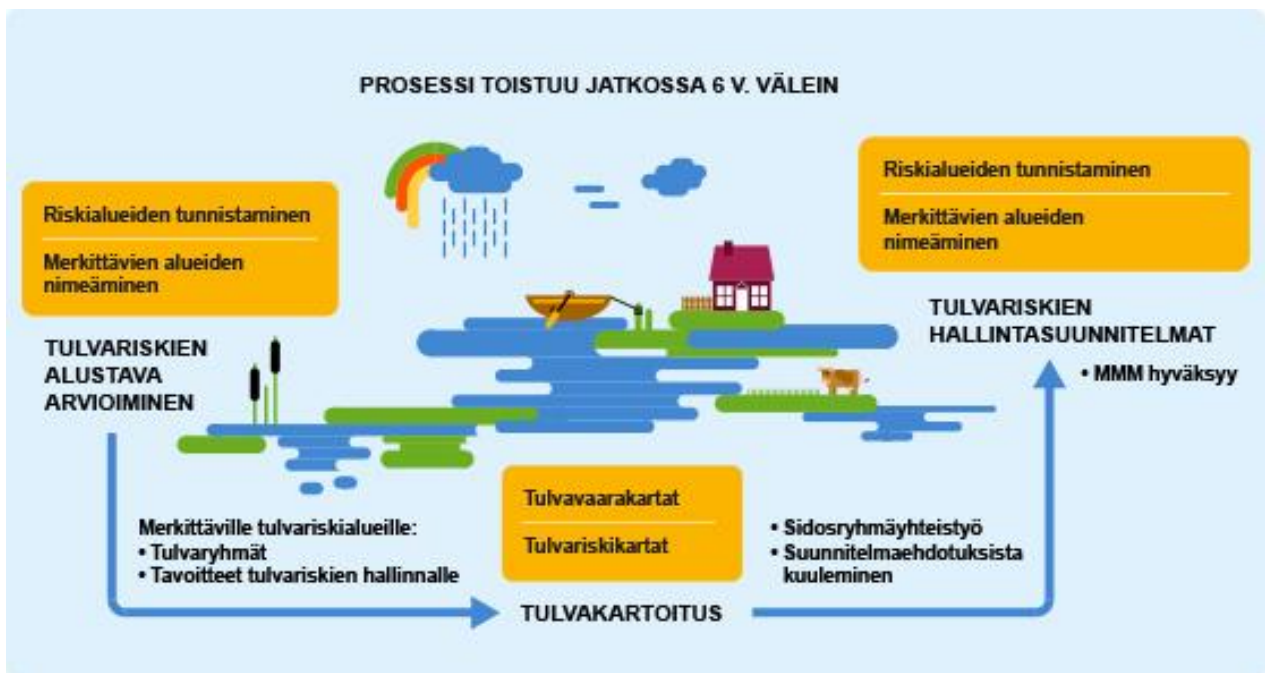 PROSESSI TOISTUU JATKOSSA 6 V. VÄLEIN
Riskialueiden tunnistaminen
Merkittävien alueiden
nimeäminen
TULVARISKIEN
ALUSTAVA
ARVIOIMINEN
Merkittäville tulvariskialueille:
• Tulvaryhmät
• Tavoitteet tulvariskien hallinnalle
Tulvavaarakartat
Tulvariskikartat
TULVAKARTOITUS
• Sidosryhmäyhteistyö
• Suunnitelmaehdotuksista
kuuleminen
Riskialueiden tunnistaminen
Merkittävien alueiden
nimeäminen
TULVARISKIEN
HALLINTASUUNNITELMAT
• MMM hyväksyy